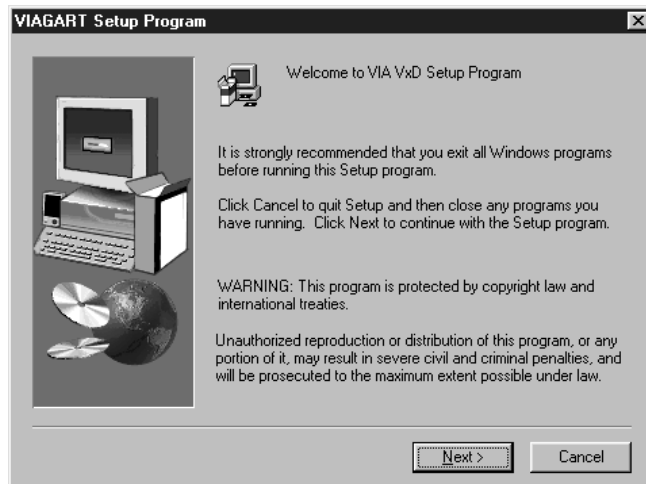 VIAGART Setup Program
Welcome to VIA VxD Setup Program
It is strongly recommended that you exit all Windows programs
before running this Setup program.
Click Cancel to quit Setup and then close any programs you
have running. Click Next to continue with the Setup program.
WARNING: This program is protected by copyright law and
international treaties.
Unauthorized reproduction or distribution of this program, or any
portion of it, may result in severe civil and criminal penalties, and
will be prosecuted to the maximum extent possible under law.
Next >
Cancel